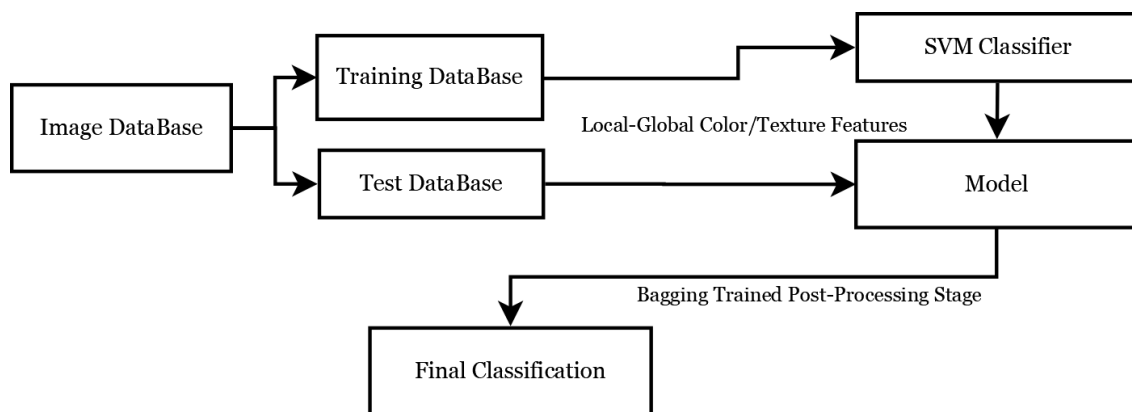 SVM Classifier
Training DataBase
Image DataBase
Local-Global Color/Texture Features
Test DataBase
Model
Bagging Trained Post-Processing Stage
Final Classification